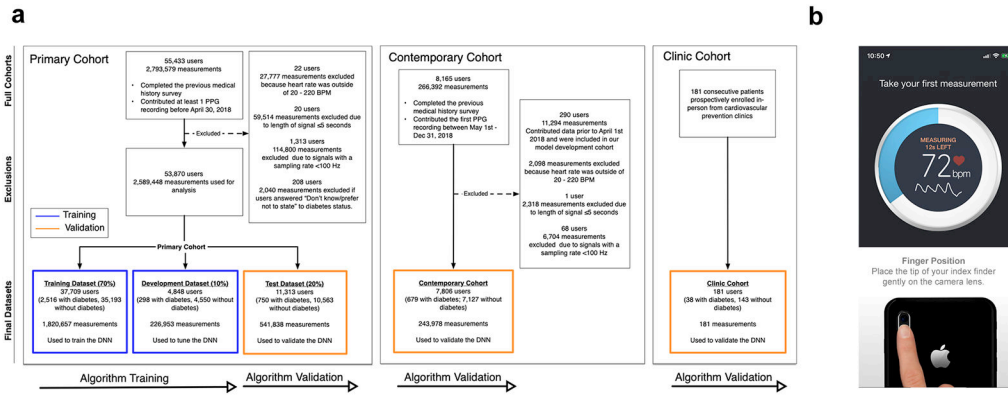 a
b
Full Cohorts
Exclusions
Final Datasets
Primary Cohort
55,433 users
2,793,579 measurements
• Completed the previous medical
history survey
• Contributed at least 1 PPG
recording before April 30, 2018
Excluded
22 users
27,777 measurements excluded
because heart rate was outside
of 20 - 220 BPM
20 users
59,514 measurements excluded
due to length of signal ≤5 seconds
1,313 users
114,800 measurements
excluded due to signals with a
sampling rate <100 Hz
208 users
2,040 measurements excluded if
users answered "Don't know/prefer
not to state" to diabetes status.
53,870 users
2,589,448 measurements used for
analysis
Training
Validation
Primary Cohort
Training Dataset (70%)
37,709 users
(2,516 with diabetes, 35,193
without diabetes)
1,820,657 measurements
Used to train the DNN
Development Dataset (10%)
4,848 users
(298 with diabetes, 4,550 without
diabetes)
226,953 measurements
Used to tune the DNN
Test Dataset (20%)
11,313 users
(750 with diabetes, 10,563
without diabetes)
541,838 measurements
Used to validate the DNN
Algorithm Training
Algorithm Validation
Contemporary Cohort
8,165 users
266,392 measurements
• Completed the previous medical
history survey
• Contributed the first PPG
recording between May 1st -
Dec 31, 2018
Excluded
290 users
11,294 measurements
Contributed data prior to April 1st
2018 and were included in our
model development cohort
2,098 measurements excluded
because heart rate was outside of
20 - 220 BPM
1 user
2,318 measurements excluded due
to length of signal ≤5 seconds
68 users
6,704 measurements
excluded due to signals with a
sampling rate <100 Hz
Contemporary Cohort
7,806 users
(679 with diabetes; 7,127 without
diabetes)
243,978 measurements
Used to validate the DNN
Algorithm Validation
Clinic Cohort
181 consecutive patients
prospectively enrolled in-
person from cardiovascular
prevention clinics
Clinic Cohort
181 users
(38 with diabetes, 143 without
diabetes)
181 measurements
Used to validate the DNN
Algorithm Validation
10:50
Take your first measurement
MEASURING
12s LEFT
72
bpm
Finger Position
Place the tip of your index finder
gently on the camera lens.